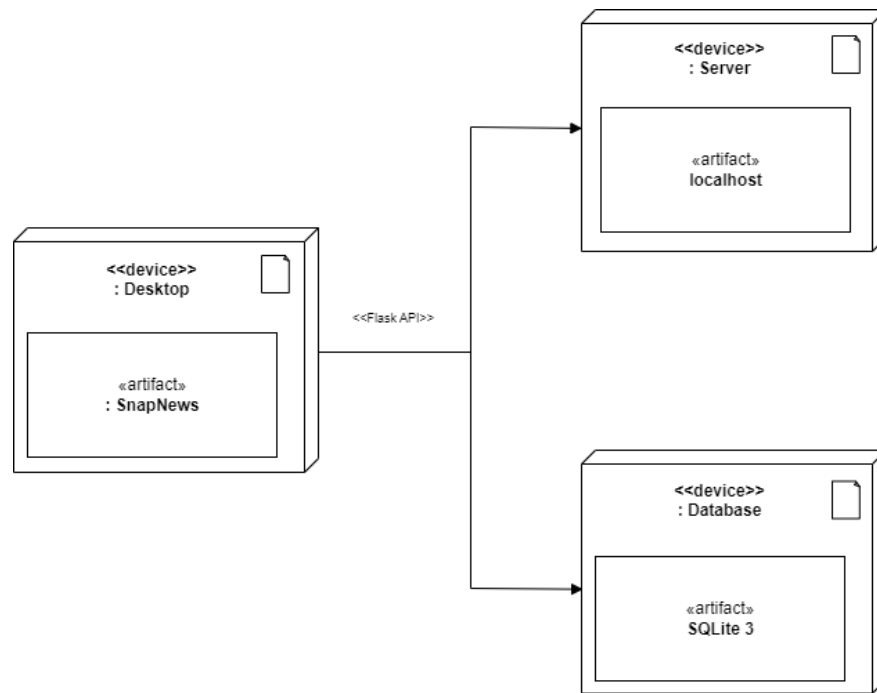 <<device>>
: Server
«artifact»
localhost
<<device>>
: Desktop
«artifact»
: SnapNews
<<Flask API>>
<<device>>
: Database
«artifact»
SQLite 3